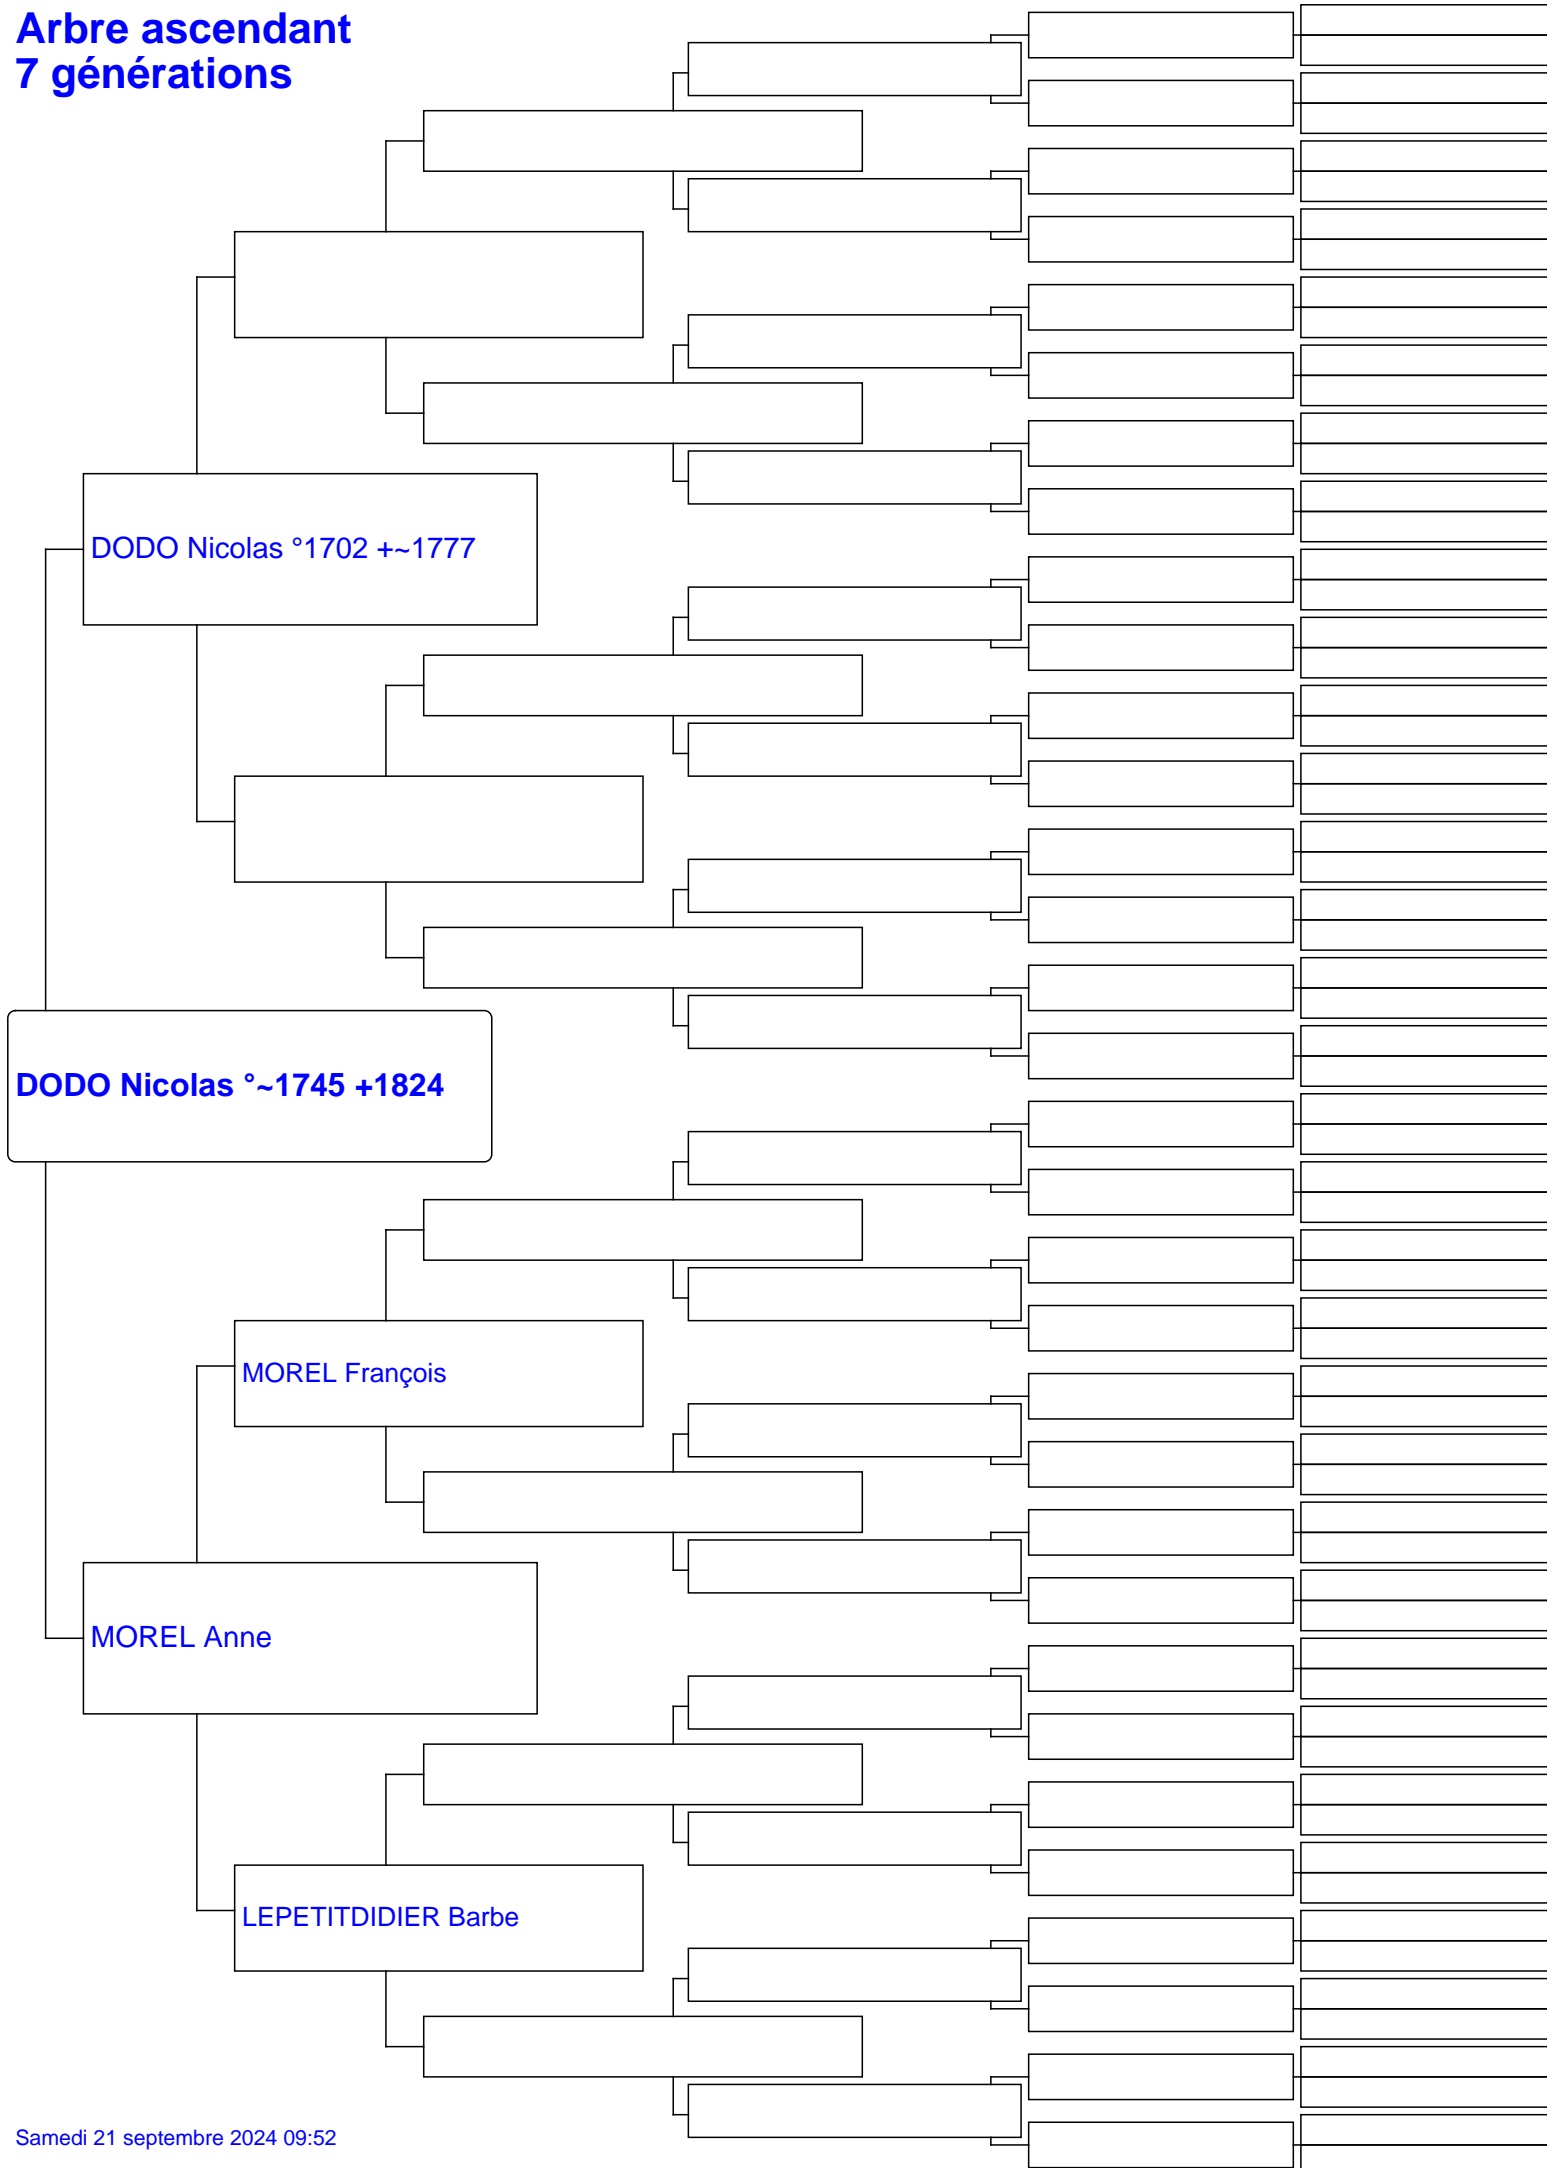 Arbre ascendant
7 générations
DODO Nicolas °1702 +~1777
DODO Nicolas °~1745 +1824
MOREL François
MOREL Anne
LEPETITDIDIER Barbe
Samedi 21 septembre 2024 09:52